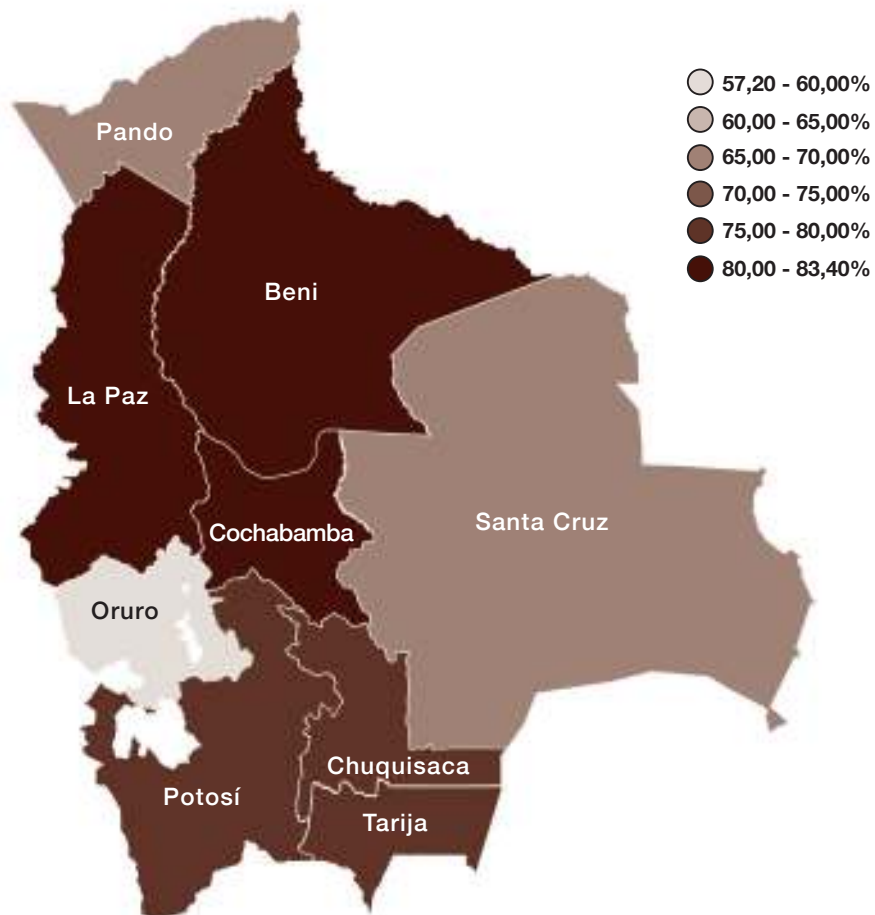 57,20 - 60,00%
60,00 - 65,00%
65,00 - 70,00%
70,00 - 75,00%
75,00 - 80,00%
80,00 - 83,40%
Pando
Beni
La Paz
Santa Cruz
Cochabamba
Oruro
Chuquisaca
Potosí
Tarija